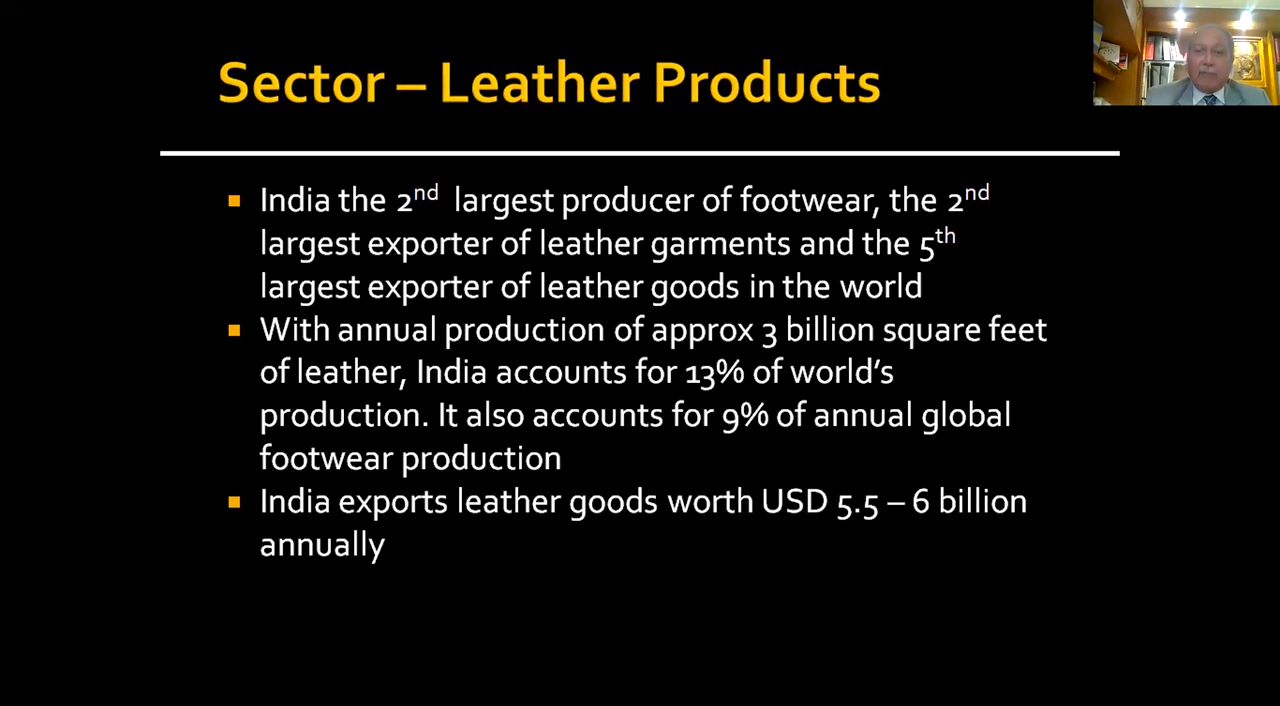 Sector – Leather Products
India the 2nd largest producer of footwear, the 2nd
largest exporter of leather garments and the 5th
largest exporter of leather goods in the world
With annual production of approx 3 billion square feet
of leather, India accounts for 13% of world’s
production. It also accounts for 9% of annual global
footwear production
India exports leather goods worth USD 5.5 – 6 billion
annually